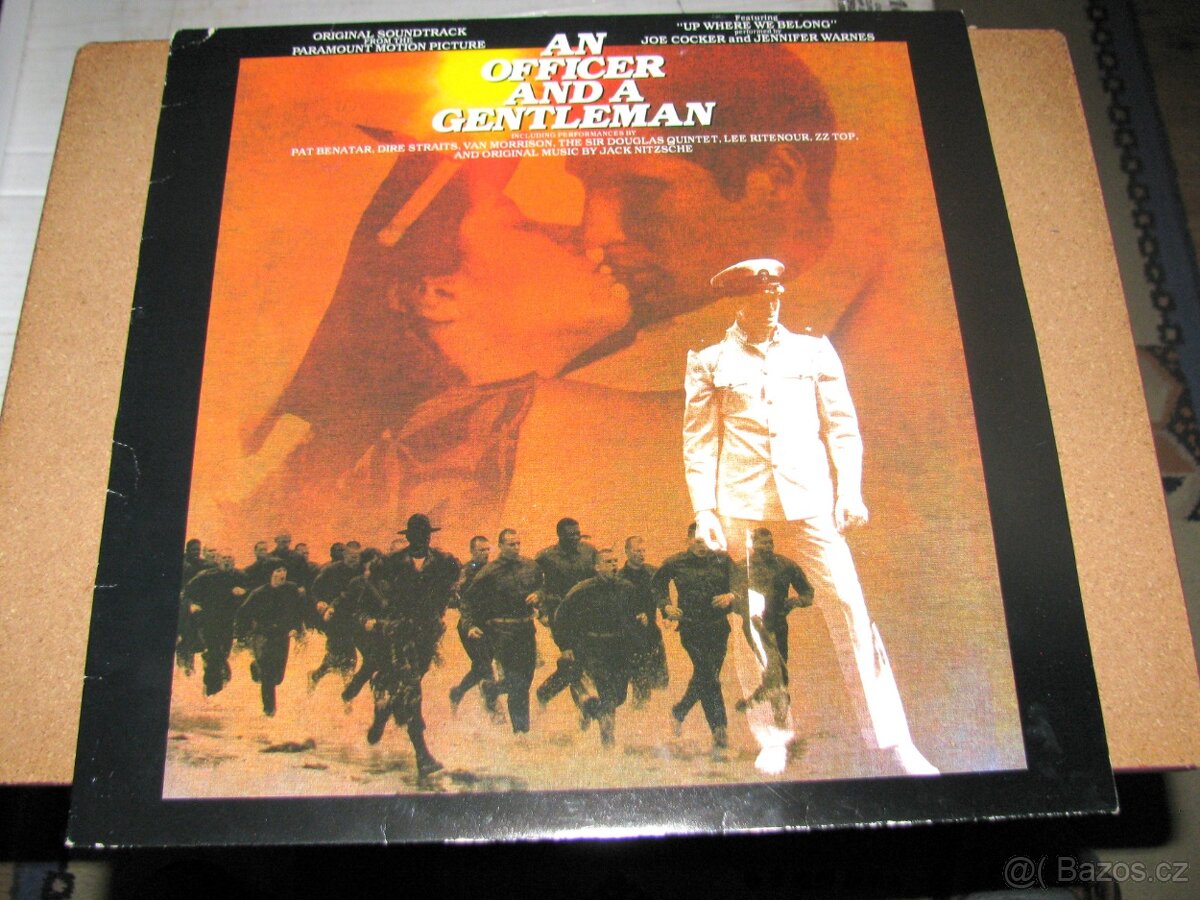 ORIGINAL SOUNDTRACK
FROM THE
PARAMOUNT MOTION PICTURE
Featuring
"UP WHERE WE BELONG"
performed by
JOE COCKER and JENNIFER WARNES
AN
OFFICER
AND A
GENTLEMAN
INCLUDING PERFORMANCES BY
PAT BENATAR, DIRE STRAITS, VAN MORRISON, THE SIR DOUGLAS QUINTET, LEE RITENOUR, ZZ TOP,
AND ORIGINAL MUSIC BY JACK NITZSCHE
@( Bazos.cz